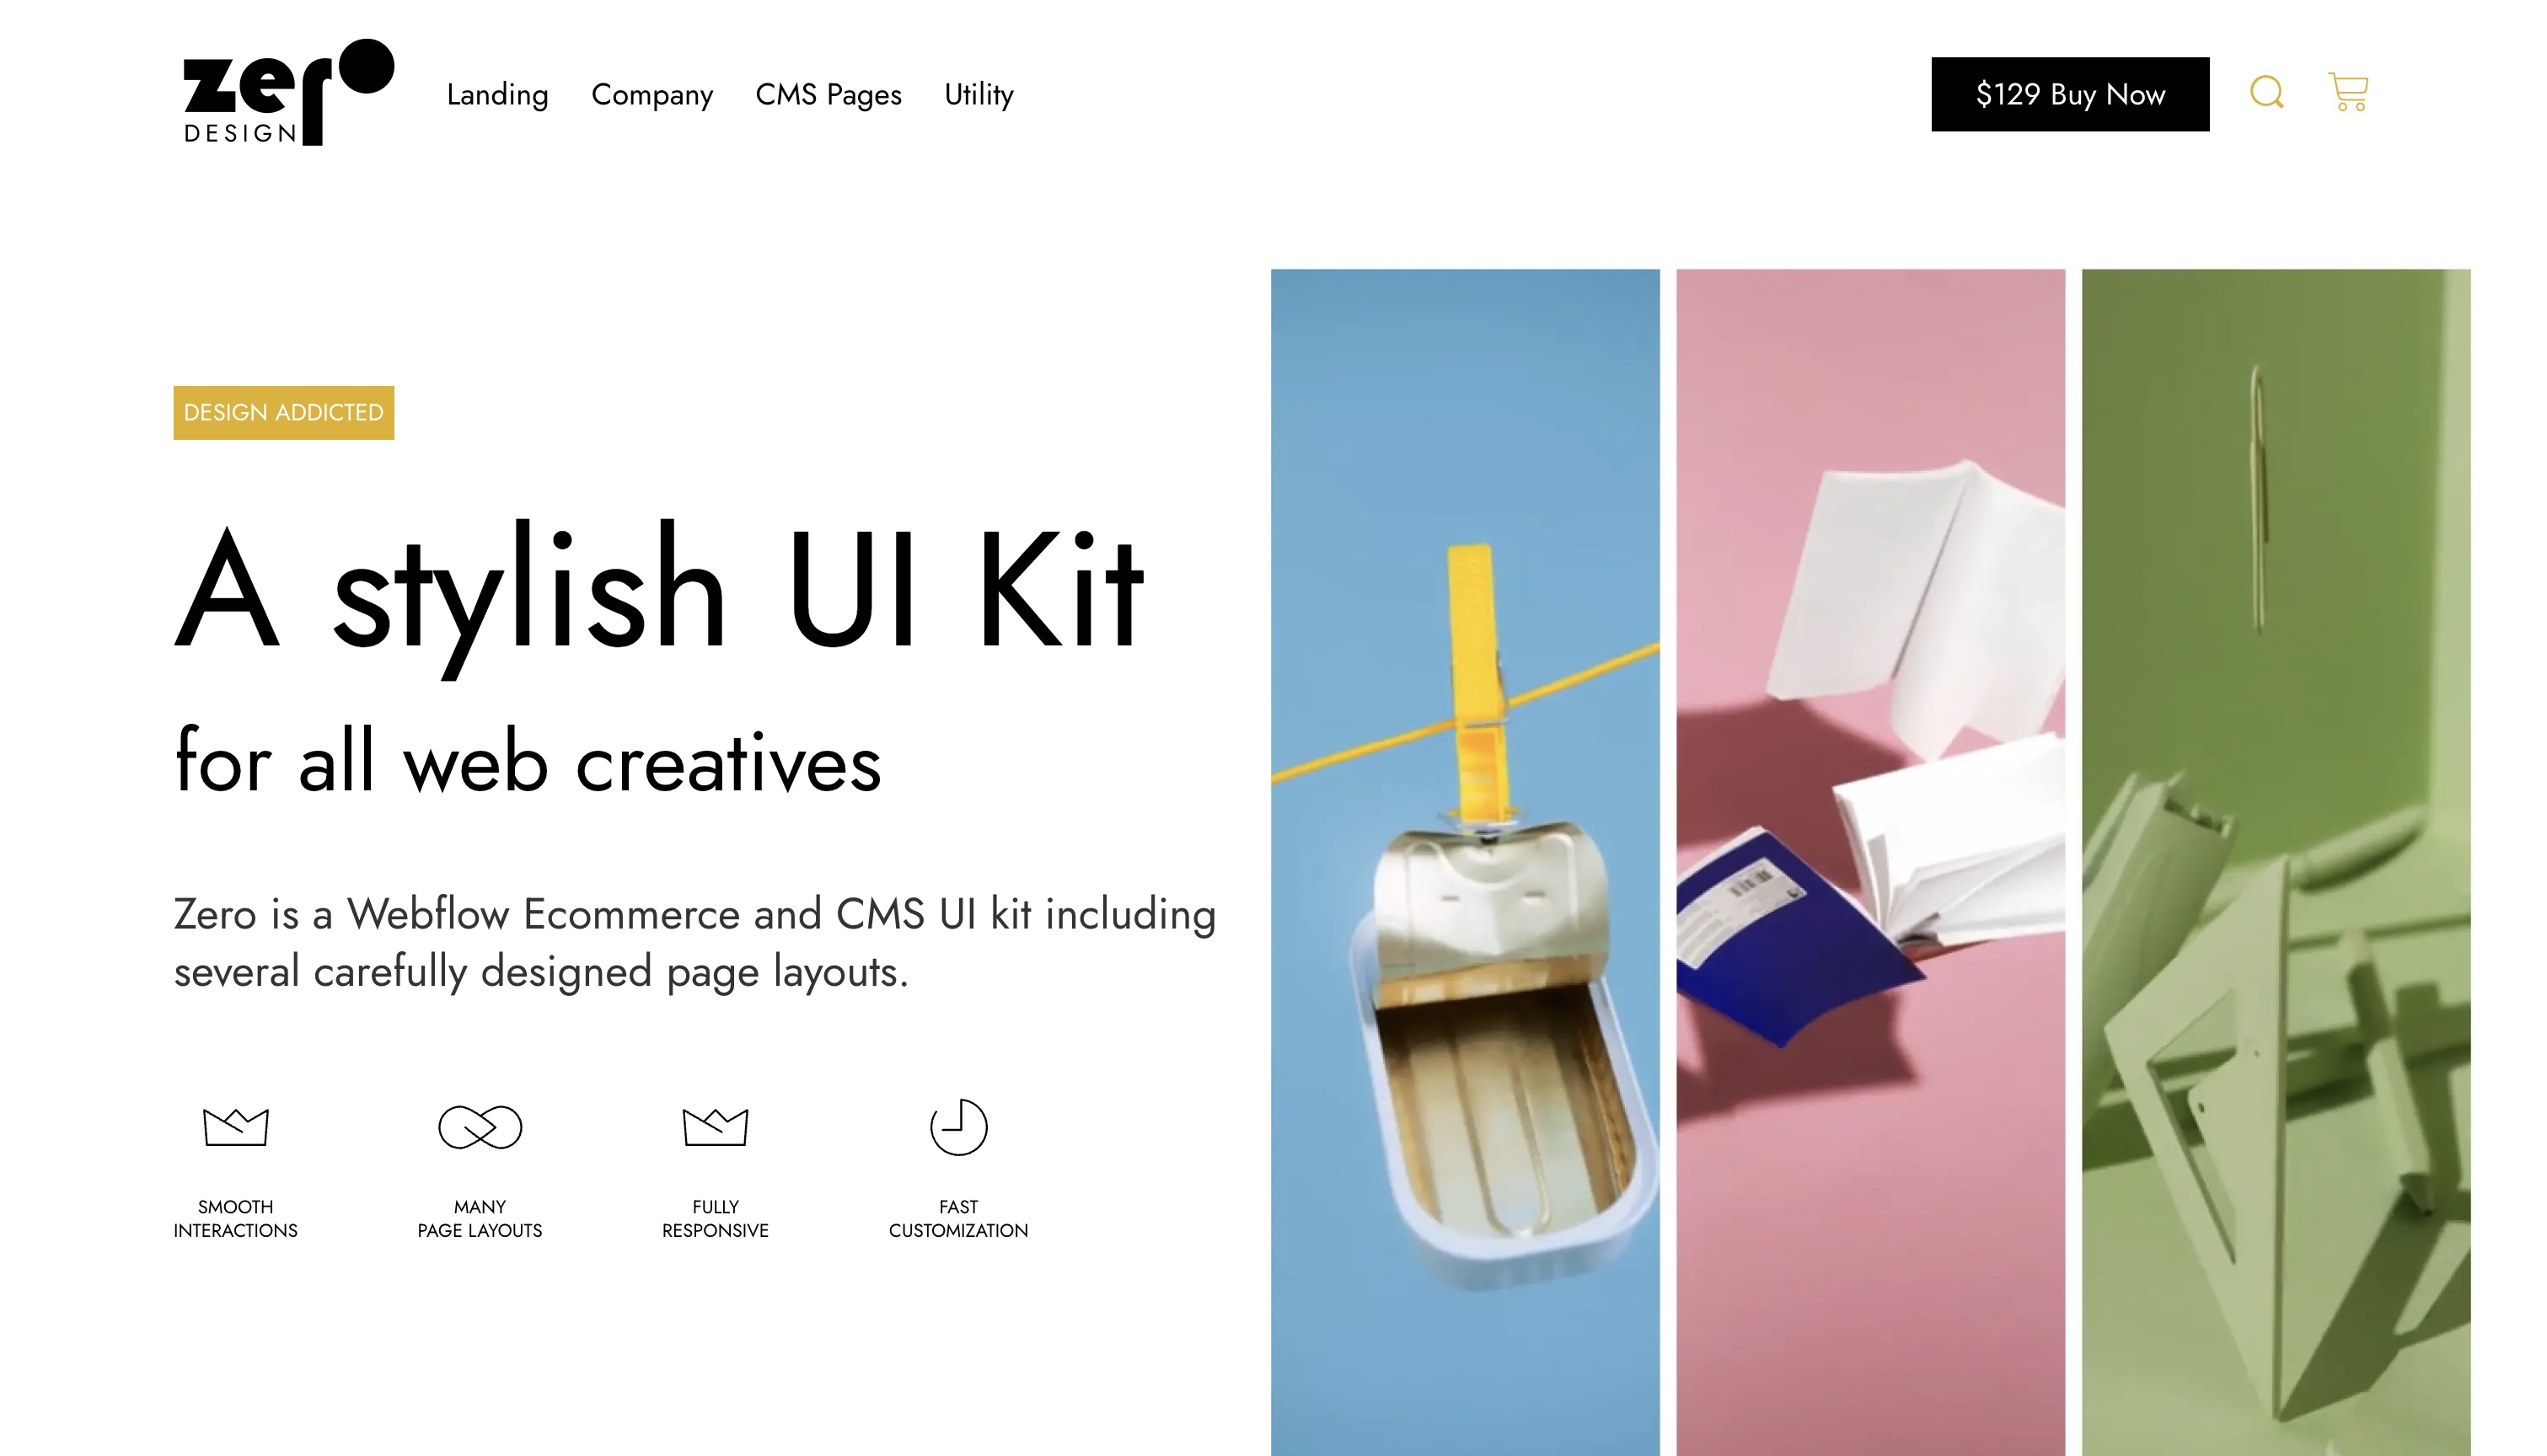 zero
DESIGN
Landing Company CMS Pages Utility
$129 Buy Now
DESIGN ADDICTED
A stylish UI Kit
for all web creatives
Zero is a Webflow Ecommerce and CMS UI kit including
several carefully designed page layouts.
SMOOTH
INTERACTIONS
MANY
PAGE LAYOUTS
FULLY
RESPONSIVE
FAST
CUSTOMIZATION